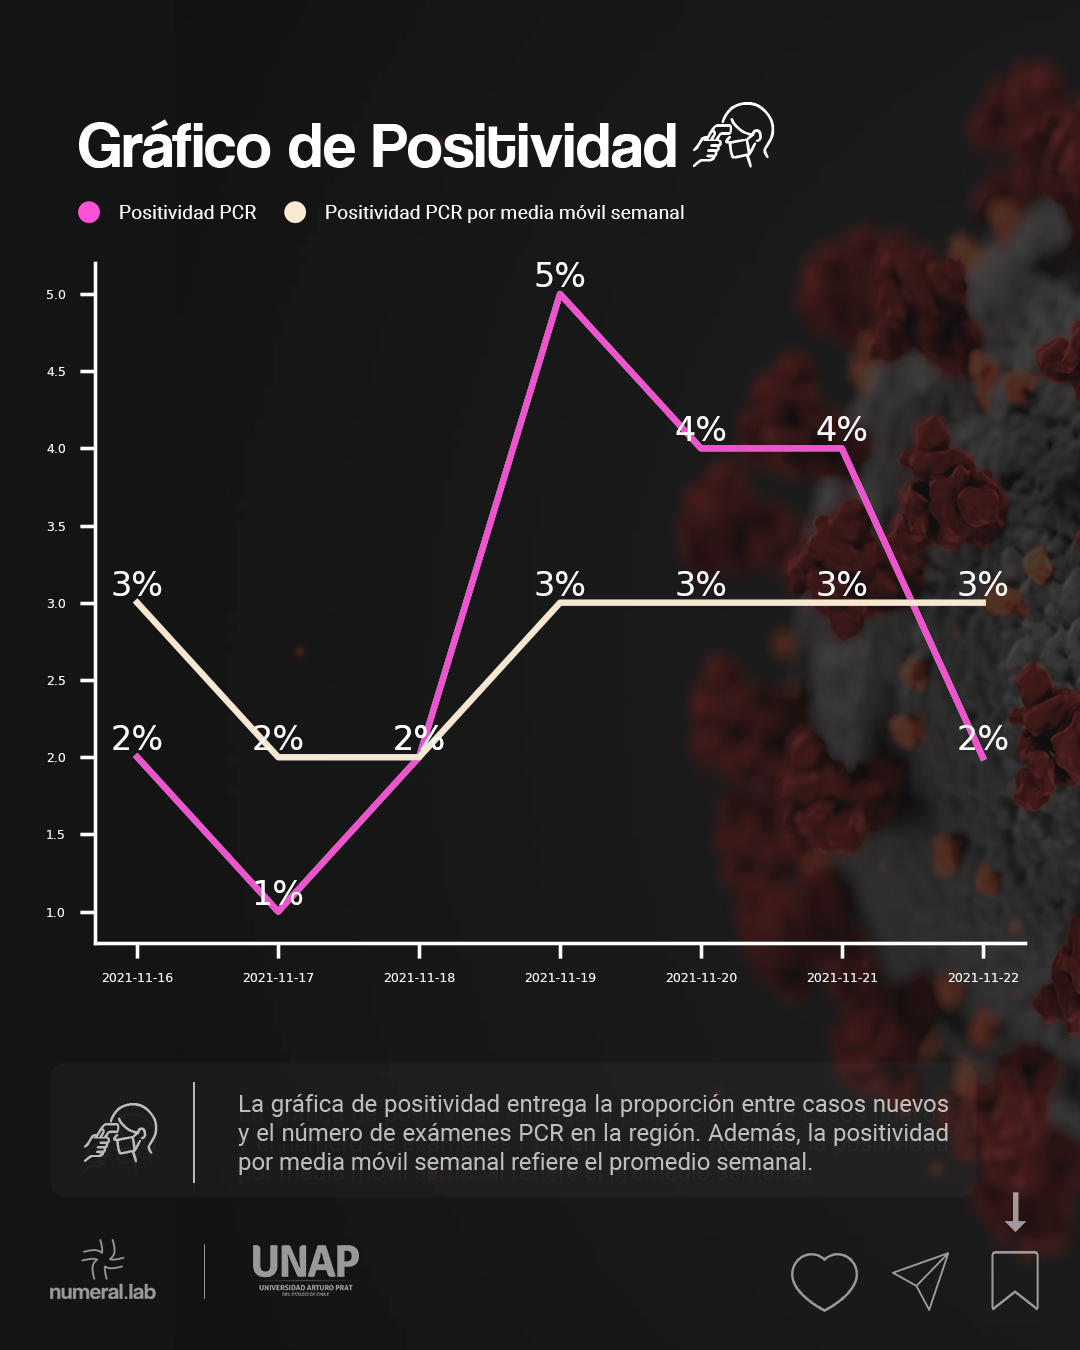 Gráfico de Positividad
Positividad PCR
Positividad PCR por media móvil semanal
5%
5.0
4.5
4% 4%
4.0
3.5
3% 3% 3% 3% 3%
3.0
2.5
2% 2% 2% 2%
2.0
1.5
1%
1.0
2021-11-16 2021-11-17 2021-11-18 2021-11-19 2021-11-20 2021-11-21 2021-11-22
La gráfica de positividad entrega la proporción entre casos nuevos
y el número de exámenes PCR en la región. Además, la positividad
por media móvil semanal refiere el promedio semanal.
numeral.lab
UNAP
UNIVERSIDAD ARTURO PRAT
DEL ESTADO DE CHILE